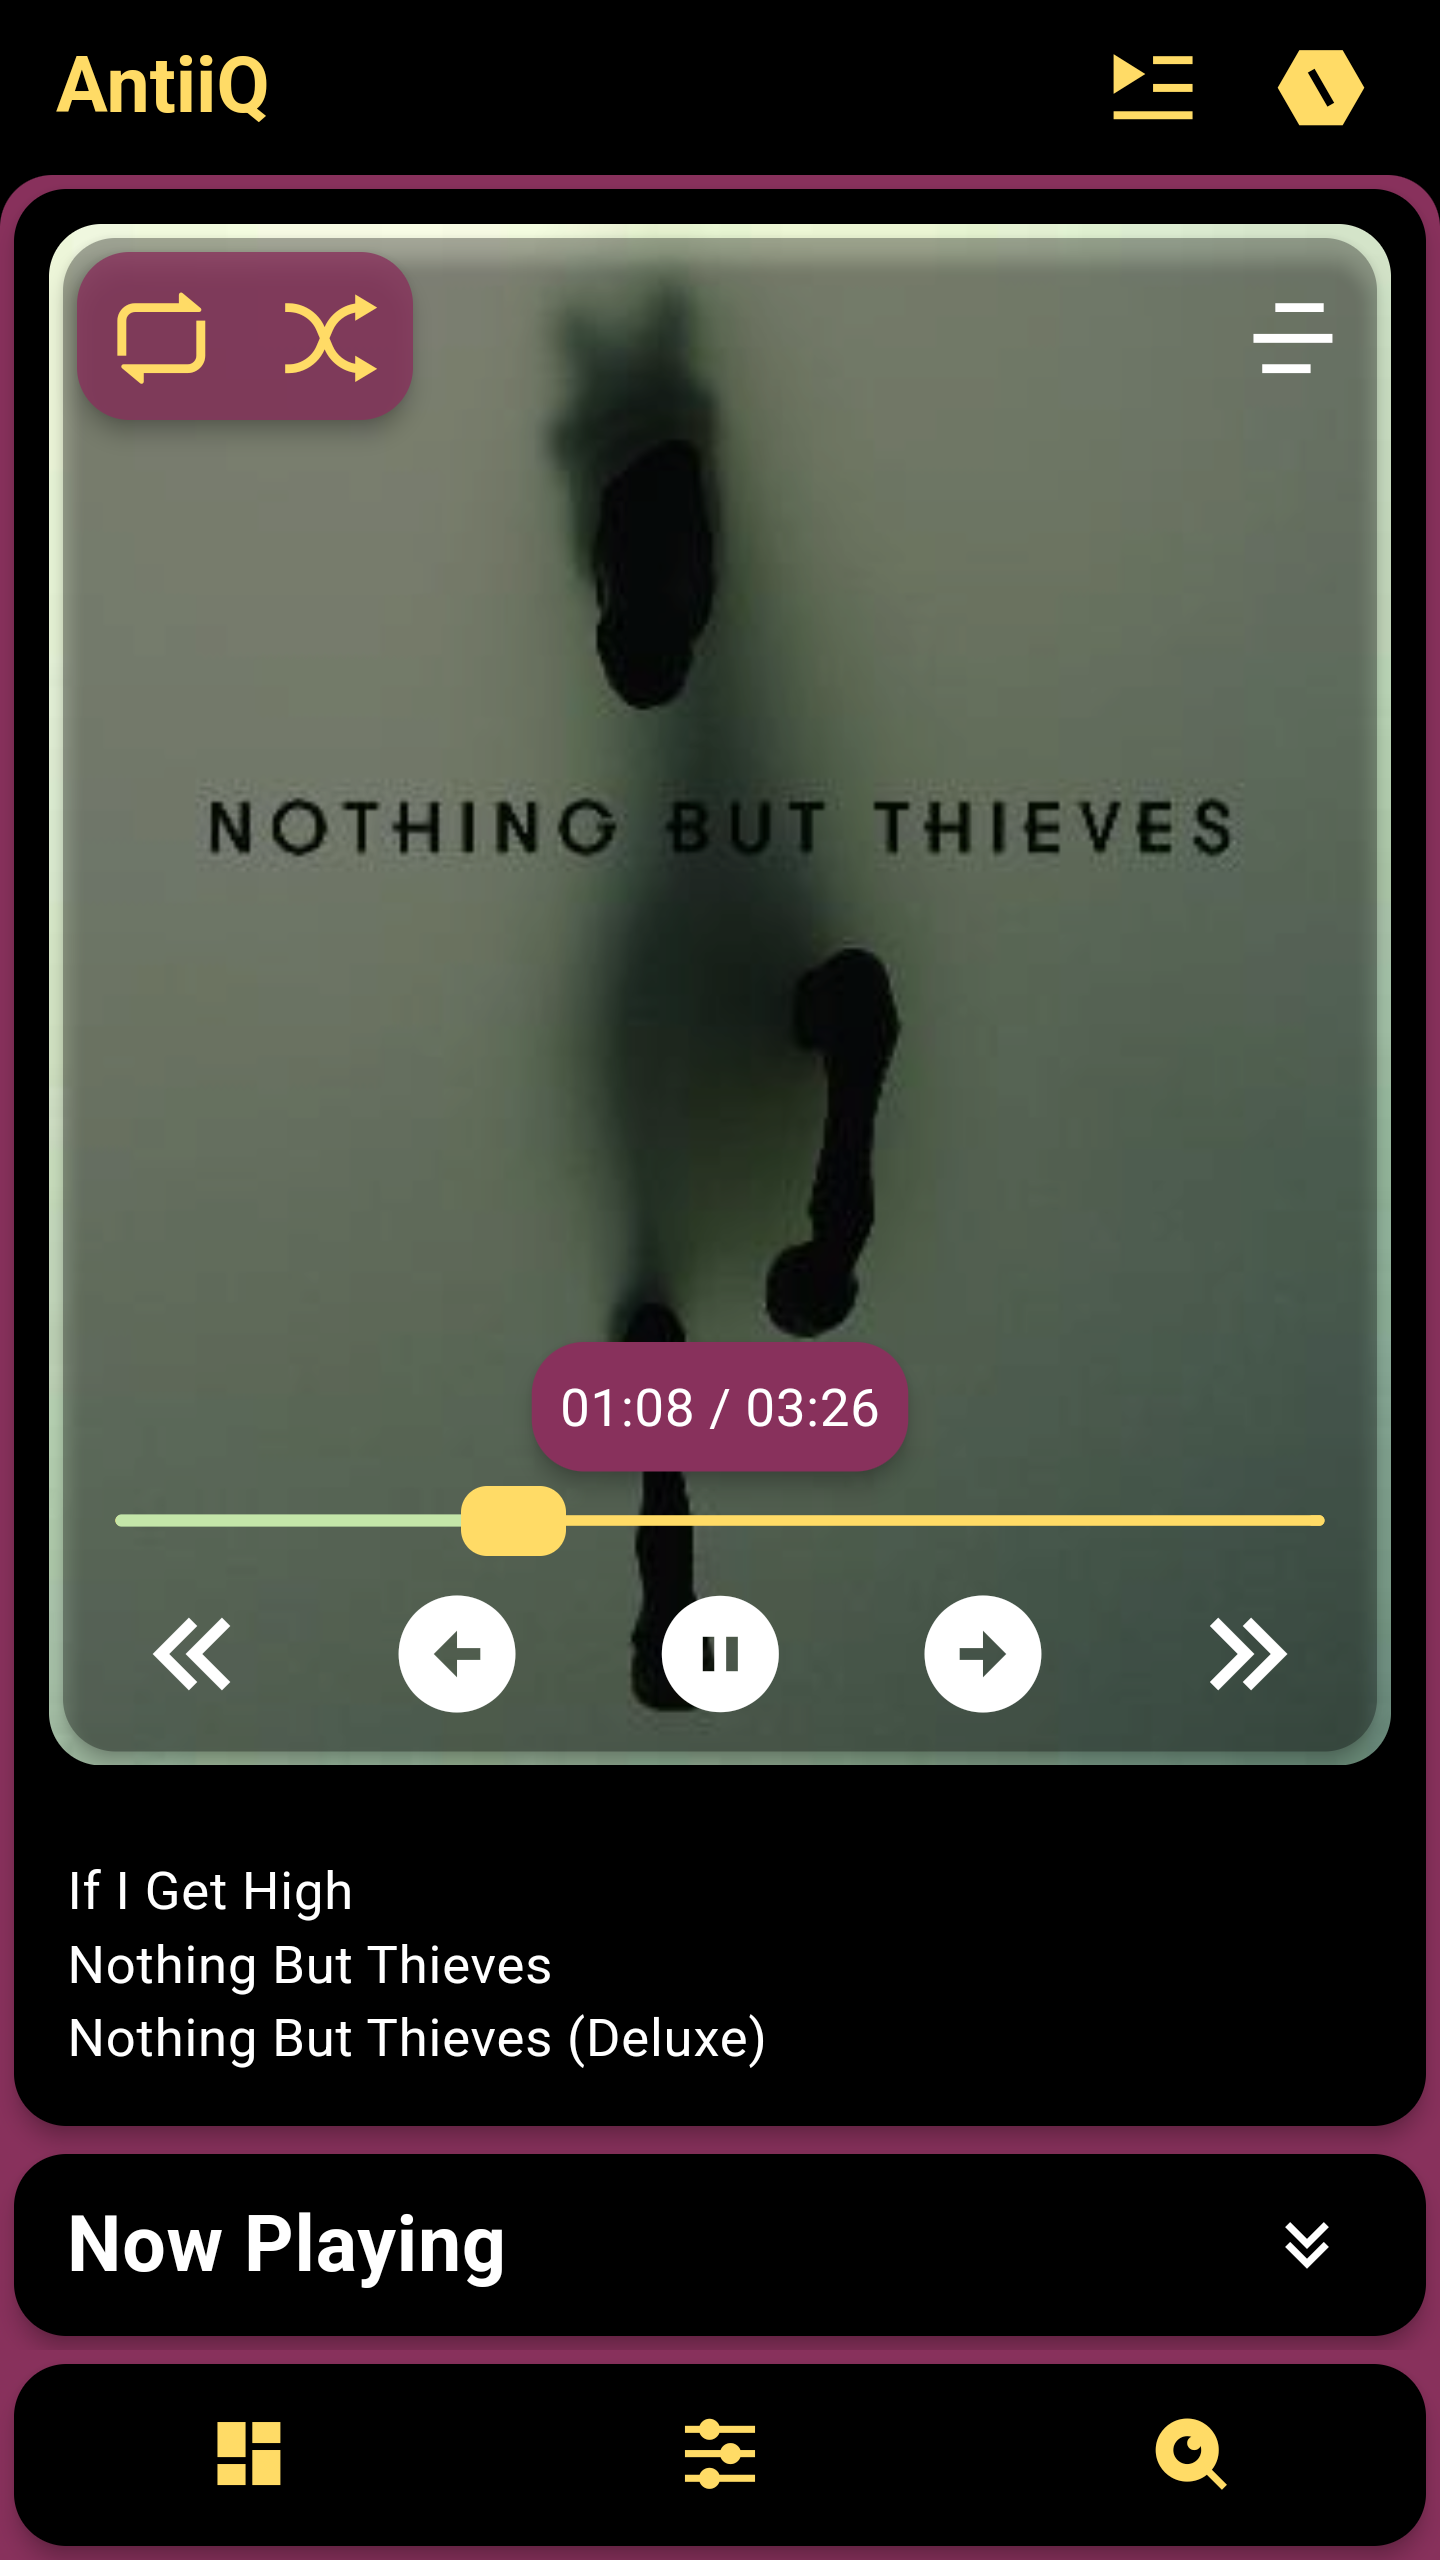 AntiiQ
NOTHING BUT THIEVES
01:08 / 03:26
If I Get High
Nothing But Thieves
Nothing But Thieves (Deluxe)
Now Playing